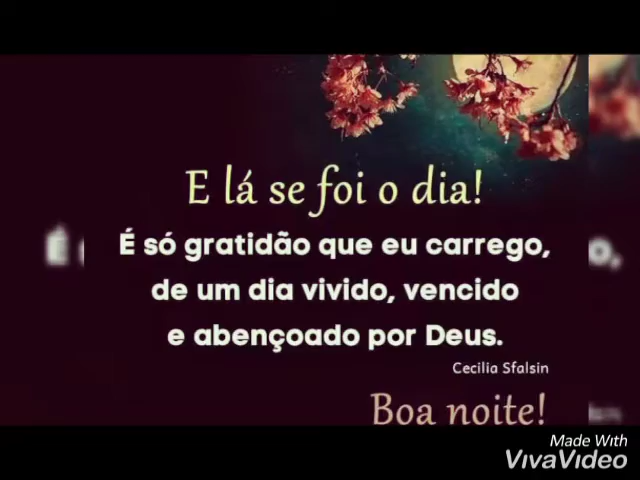 E lá se foi o dia!
É só gratidão que eu carrego,
de um dia vivido, vencido
e abençoado por Deus.
Cecilia Sfalsin
Boa noite!
Made With
VivaVideo